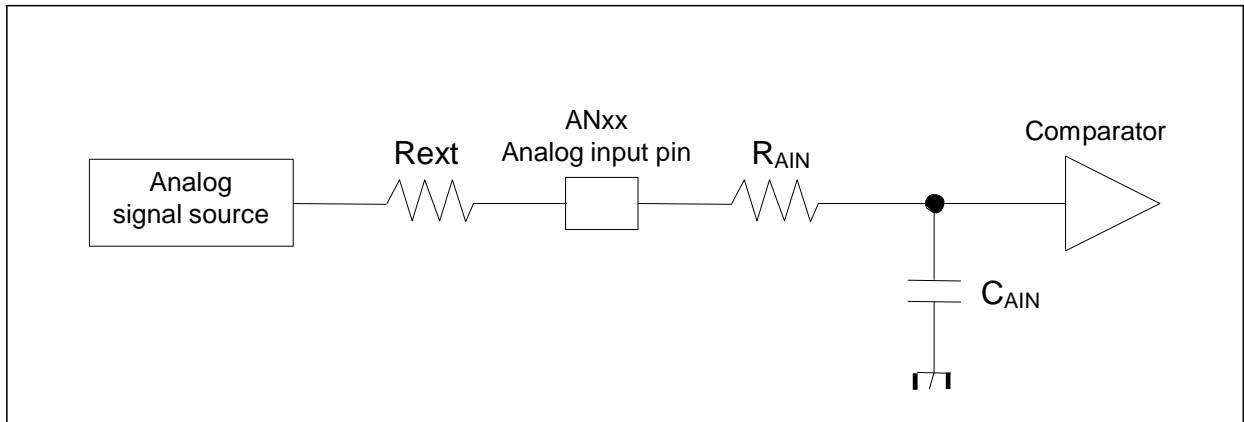 Analog
signal source
Rext
ANxx
Analog input pin
RAIN
Comparator
CAIN